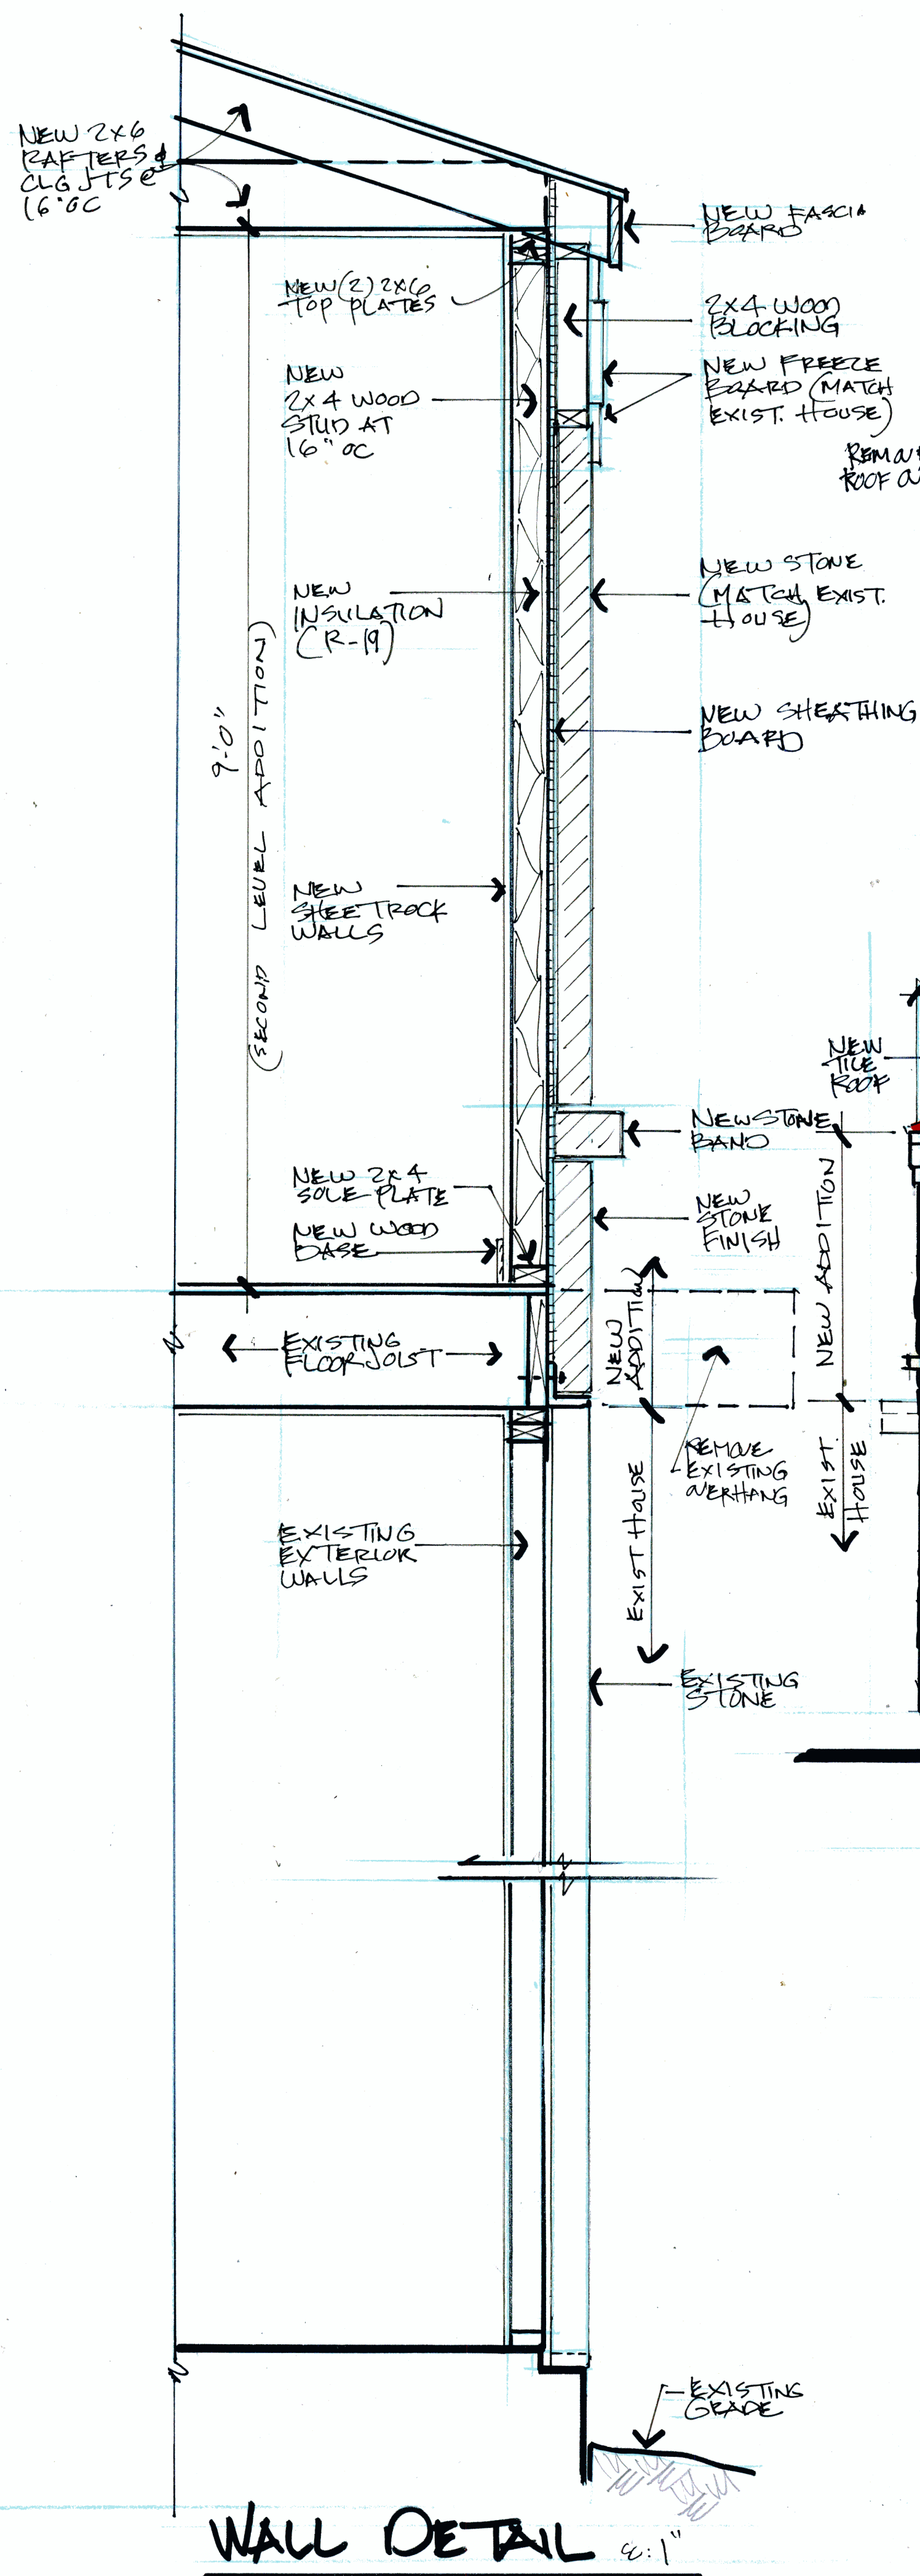 NEW 2X6
RAFTERS &
CLG JTS @
16" OC
NEW FASCIA
BOARD
NEW (2) 2X6
TOP PLATES
2X4 WOOD
BLOCKING
NEW
2X4 WOOD
STUD AT
16" OC
NEW FREEZE
BOARD (MATCH
EXIST. HOUSE)
ROOF
NEW
INSULATION
(R-19)
NEW STONE
(MATCH EXIST.
HOUSE)
9'-0"
(SECOND LEVEL ADDITION)
NEW SHEATHING
BOARD
NEW
SHEETROCK
WALLS
NEW
TILE
ROOF
NEW STONE
BAND
NEW 2X4
SOLE PLATE
NEW WOOD
BASE
NEW
STONE
FINISH
NEW ADDITION
EXISTING
FLOOR JOIST
NEW
ADDITION
REMOVE
EXISTING
OVERHANG
EXIST HOUSE
EXIST.
HOUSE
EXISTING
EXTERIOR
WALLS
EXISTING
STONE
EXISTING
GRADE
WALL DETAIL